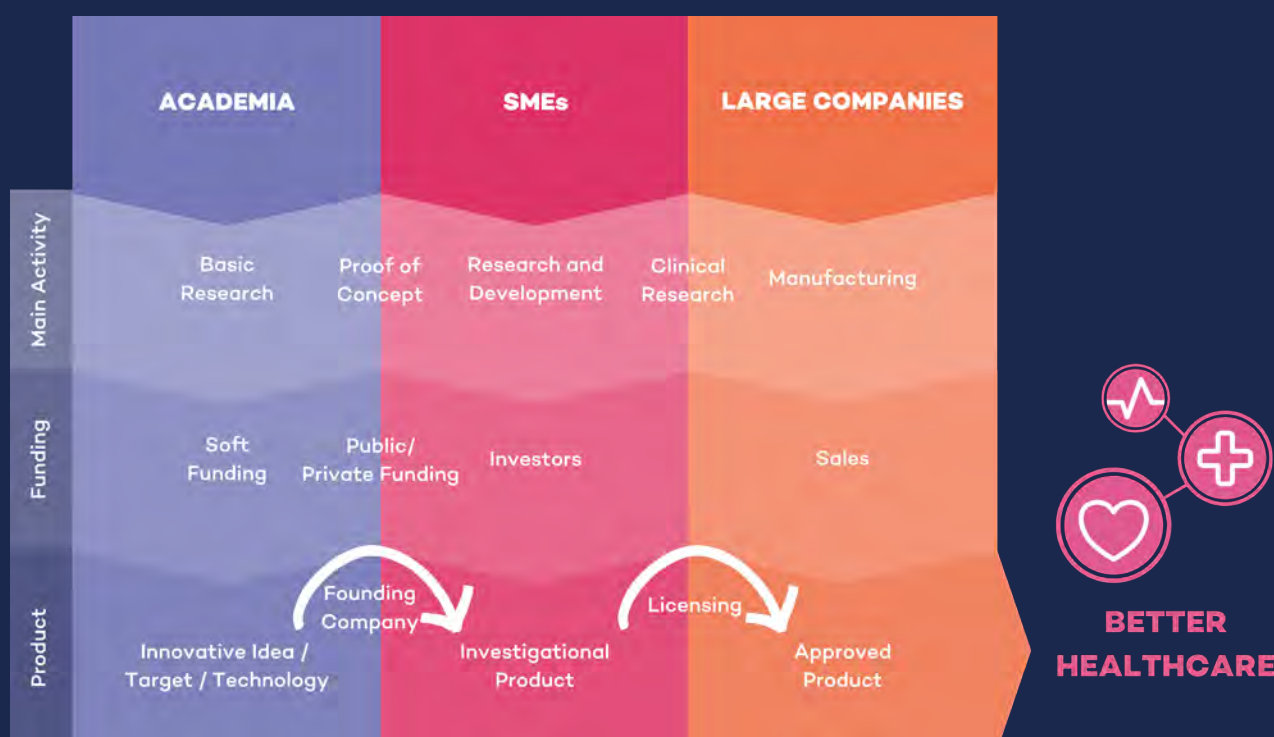 ACADEMIA
SMEs
LARGE COMPANIES
Main Activity
Basic
Research
Proof of
Concept
Research and
Development
Clinical
Research
Manufacturing
Funding
Soft
Funding
Public/
Private Funding
Investors
Sales
Product
Innovative Idea /
Target / Technology
Founding
Company
Investigational
Product
Licensing
Approved
Product
BETTER
HEALTHCARE